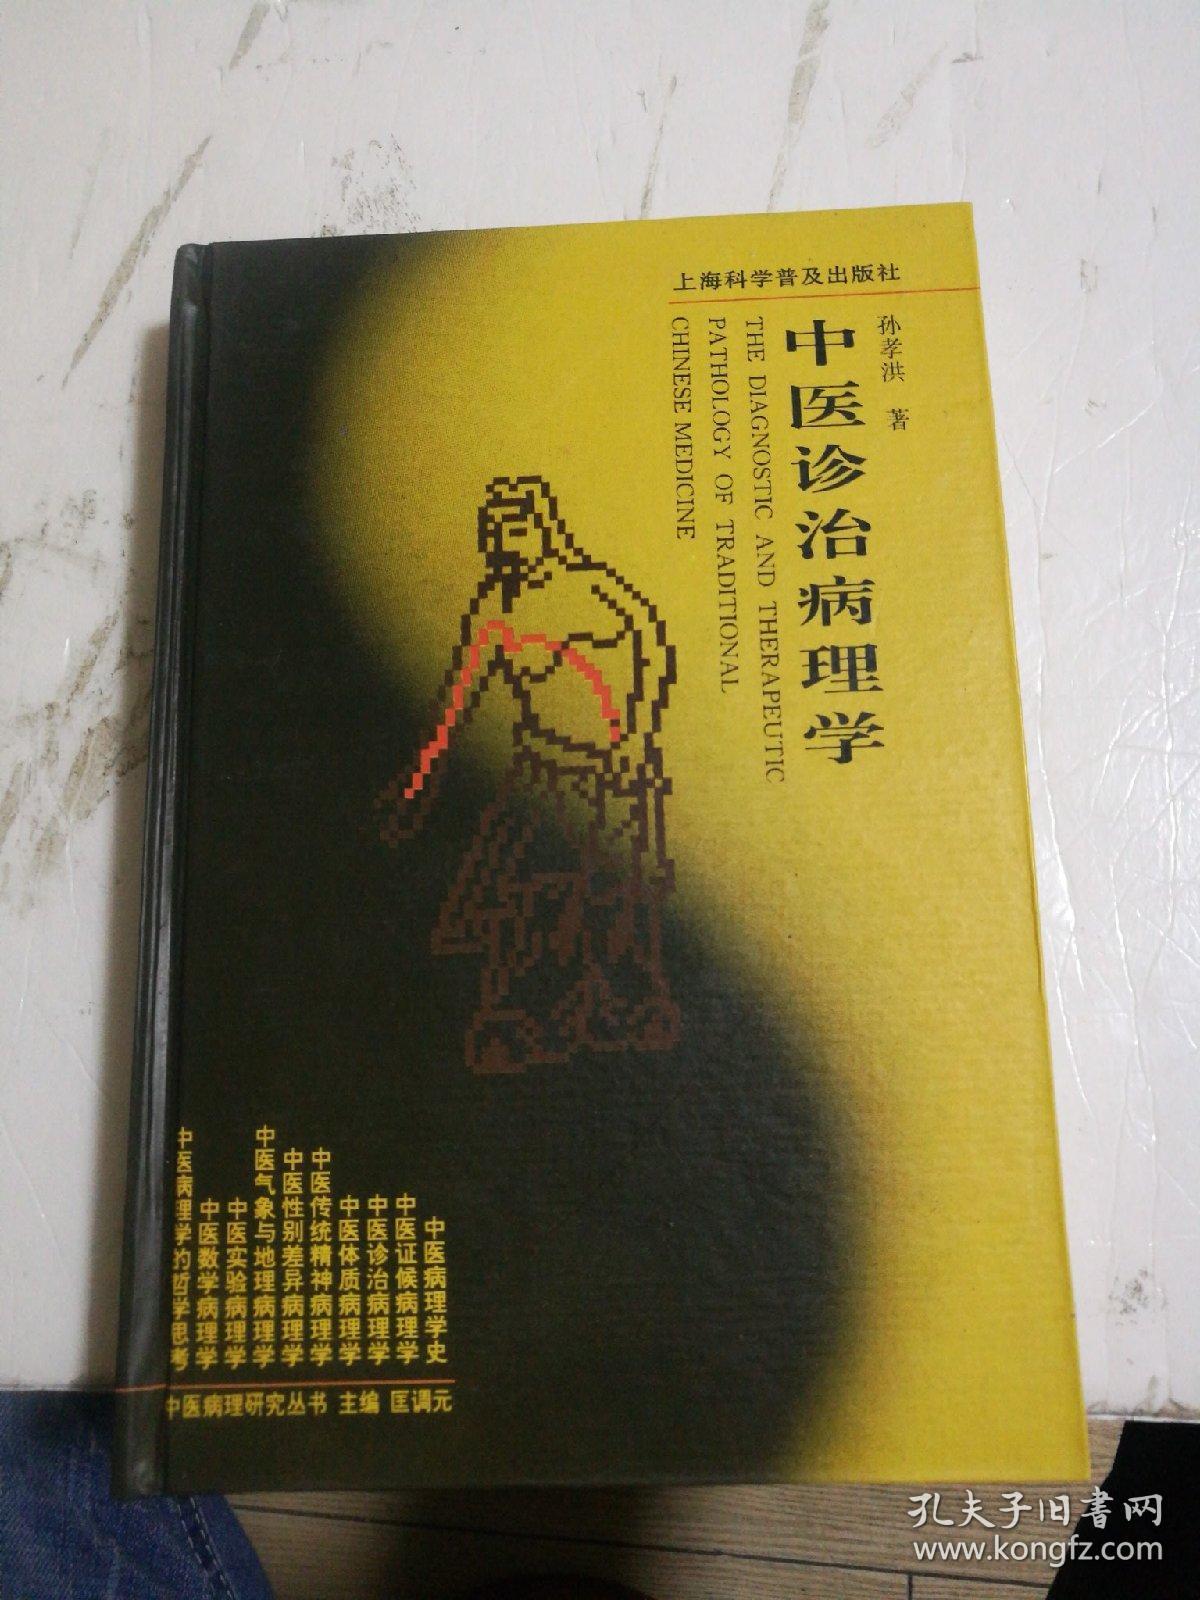 上海科学普及出版社
孙孝洪 著
中医诊治病理学
THE DIAGNOSTIC AND THERAPEUTIC
PATHOLOGY OF TRADITIONAL
CHINESE MEDICINE
中医病理学史
中医证候病理学
中医诊治病理学
中医体质病理学
中医传统精神病理学
中医性别差异病理学
中医气象与地理病理学
中医实验病理学
中医数学病理学
中医病理学的哲学思考
中医病理研究丛书 主编 匡调元
孔夫子旧书网
www.kongfz.com